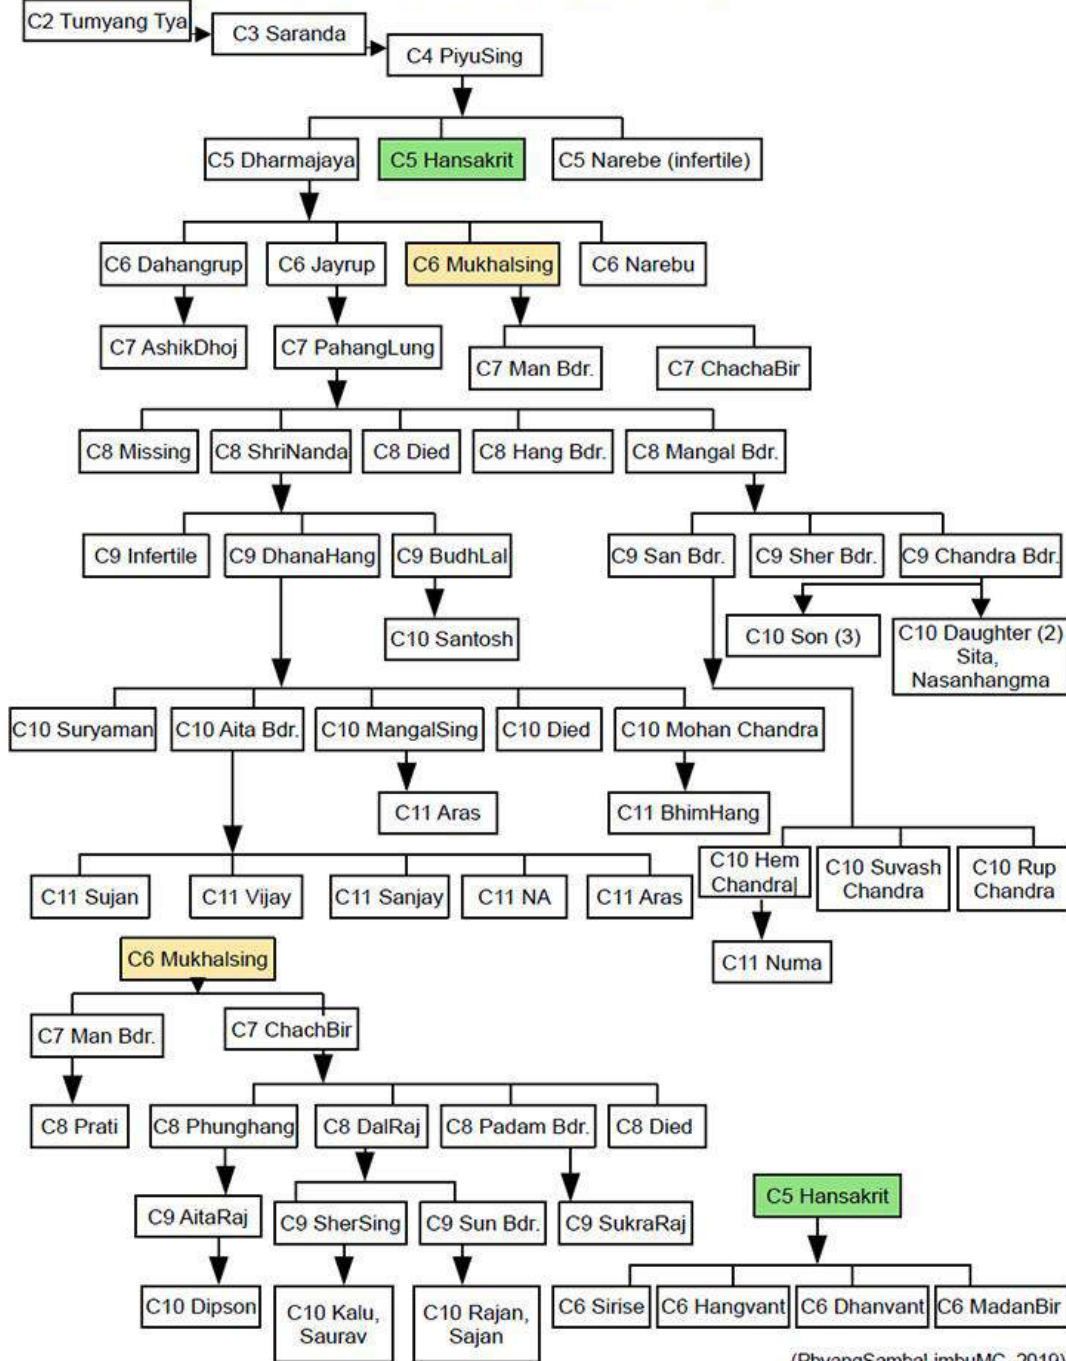 C2 Tumyang Tya
C3 Saranda
C4 PiyuSing
C5 Dharmajaya
C5 Hansakrit
C5 Narebe (infertile)
C6 Dahangrup
C6 Jayrup
C6 Mukhalsing
C6 Narebu
C7 AshikDhoj
C7 PahangLung
C7 Man Bdr.
C7 ChachaBir
C8 Missing
C8 ShriNanda
C8 Died
C8 Hang Bdr.
C8 Mangal Bdr.
C9 Infertile
C9 DhanaHang
C9 BudhLal
C9 San Bdr.
C9 Sher Bdr.
C9 Chandra Bdr.
C10 Santosh
C10 Son (3)
C10 Daughter (2)
Sita,
Nasanhangma
C10 Suryaman
C10 Aita Bdr.
C10 MangalSing
C10 Died
C10 Mohan Chandra
C11 Aras
C11 BhimHang
C10 Hem
Chandra
C10 Suvash
Chandra
C10 Rup
Chandra
C11 Sujan
C11 Vijay
C11 Sanjay
C11 NA
C11 Aras
C11 Numa
C6 Mukhalsing
C7 Man Bdr.
C7 ChachBir
C8 Prati
C8 Phunghang
C8 DalRaj
C8 Padam Bdr.
C8 Died
C9 AitaRaj
C9 SherSing
C9 Sun Bdr.
C9 SukraRaj
C5 Hansakrit
C10 Dipson
C10 Kalu,
Saurav
C10 Rajan,
Sajan
C6 Sirise
C6 Hangvant
C6 Dhanvant
C6 MadanBir
(PhyangSambaLimbuMC, 2019)